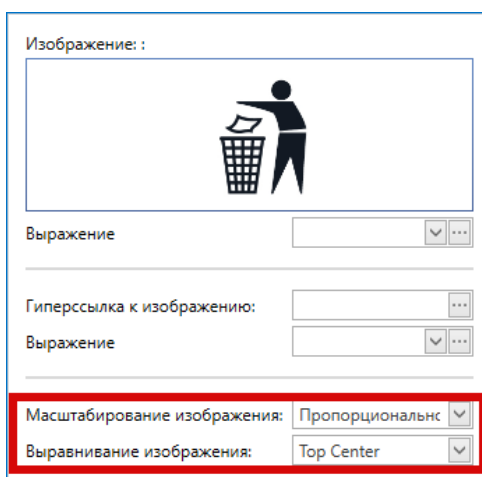 Изображение: :
Выражение
Гиперссылка к изображению:
Выражение
Масштабирование изображения: Пропорциональнс
Выравнивание изображения: Top Center